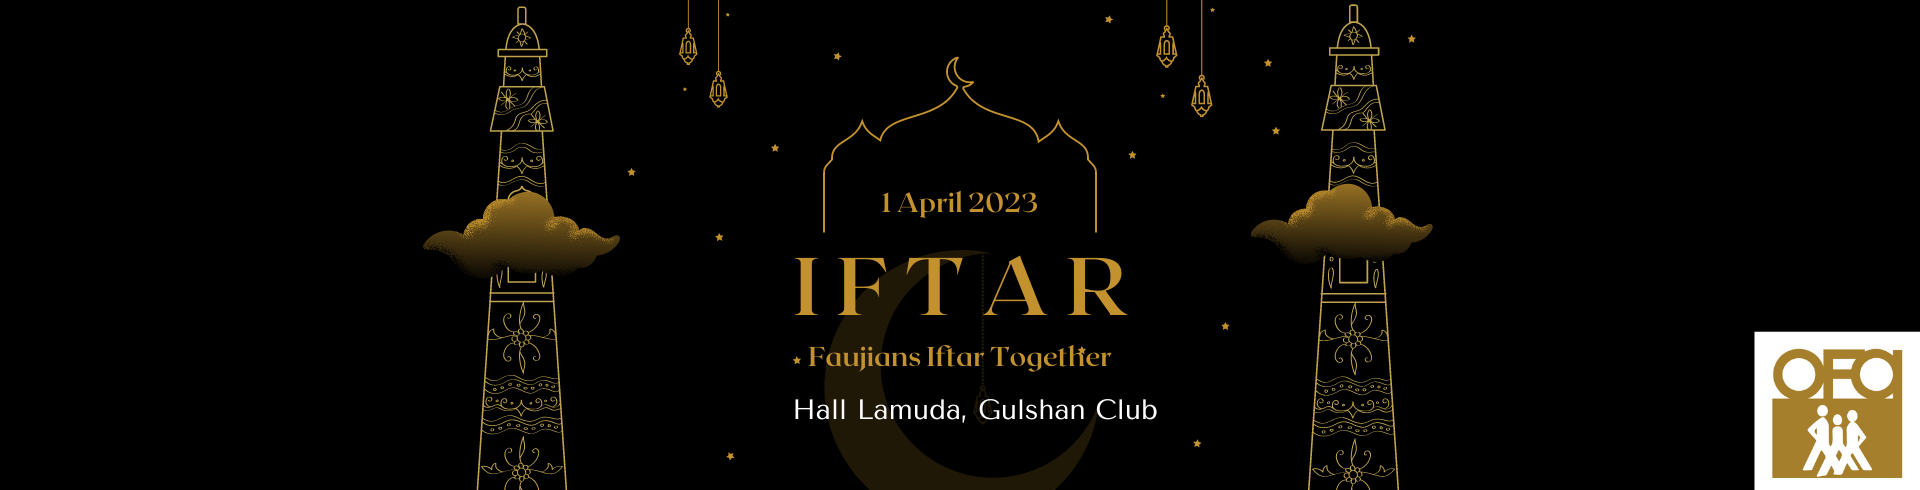 1 April 2023
IFTAR
Faujians Iftar Together
Hall Lamuda, Gulshan Club
OFA